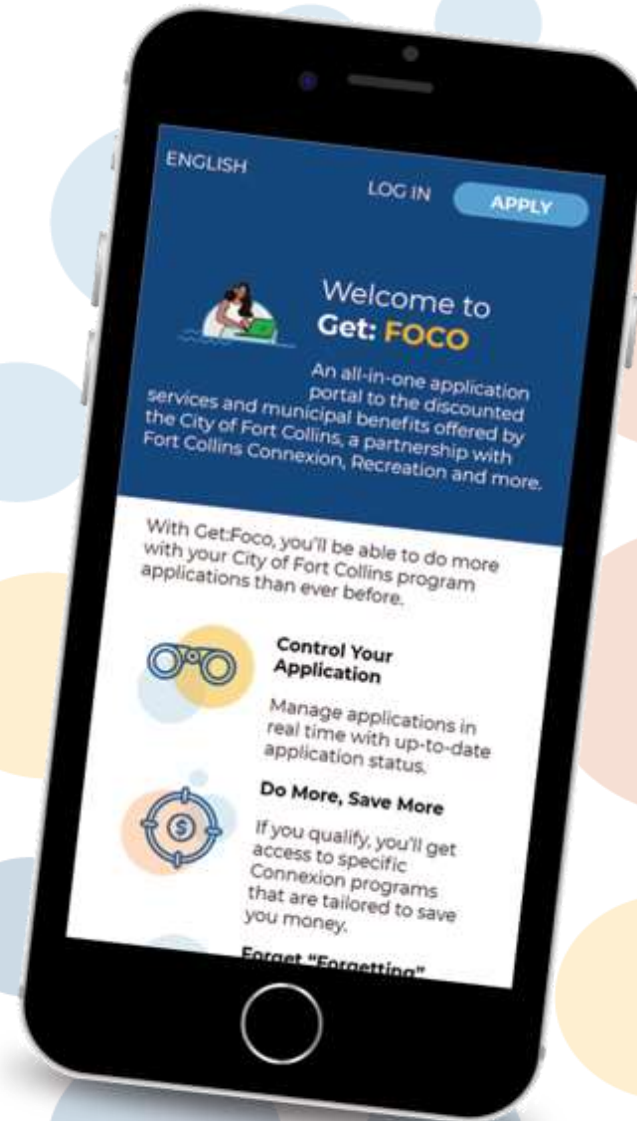 ENGLISH
LOG IN
APPLY
Welcome to
Get: FOCO
An all-in-one application
portal to the discounted
services and municipal benefits offered by
the City of Fort Collins, a partnership with
Fort Collins Connexion, Recreation and more.
With Get:Foco, you'll be able to do more
with your City of Fort Collins program
applications than ever before.
Control Your
Application
Manage applications in
real time with up-to-date
application status.
Do More, Save More
$
If you qualify, you'll get
access to specific
Connexion programs
that are tailored to save
you money.
Forget "Forgetting"